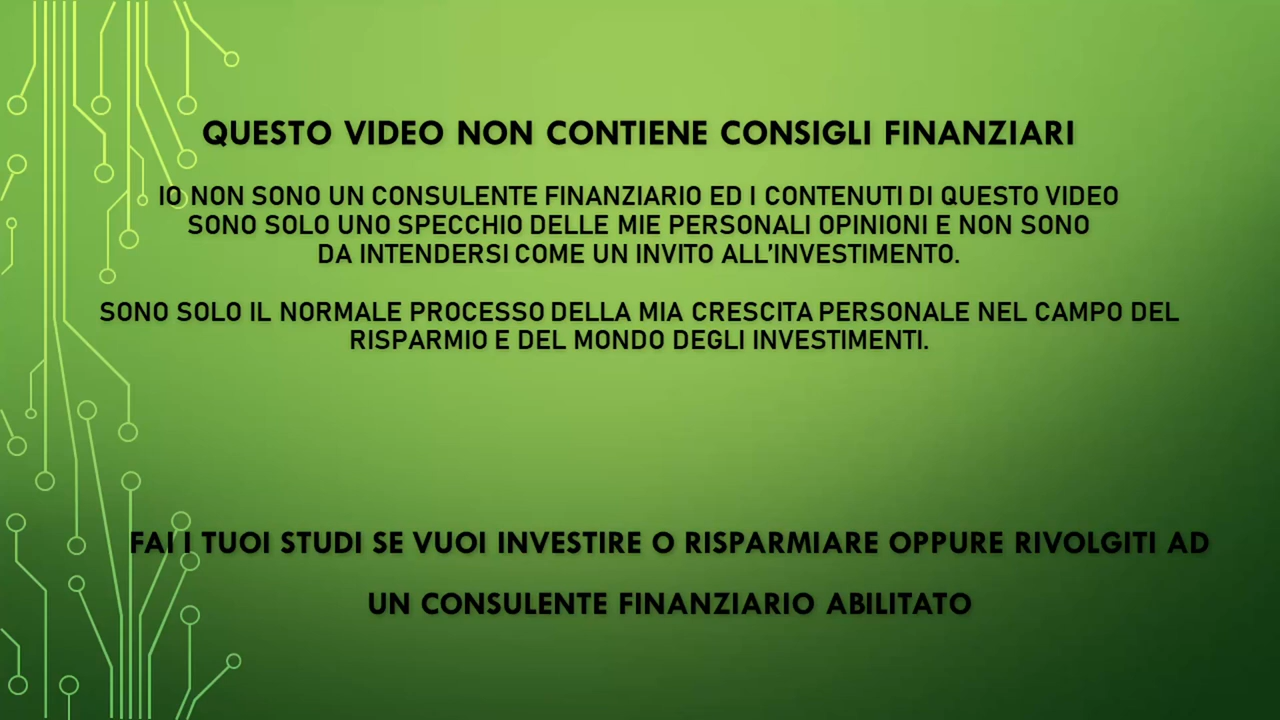 QUESTO VIDEO NON CONTIENE CONSIGLI FINANZIARI
IO NON SONO UN CONSULENTE FINANZIARIO ED I CONTENUTI DI QUESTO VIDEO
SONO SOLO UNO SPECCHIO DELLE MIE PERSONALI OPINIONI E NON SONO
DA INTENDERSI COME UN INVITO ALL'INVESTIMENTO.
SONO SOLO IL NORMALE PROCESSO DELLA MIA CRESCITA PERSONALE NEL CAMPO DEL
RISPARMIO E DEL MONDO DEGLI INVESTIMENTI.
FAI I TUOI STUDI SE VUOI INVESTIRE O RISPARMIARE OPPURE RIVOLGITI AD
UN CONSULENTE FINANZIARIO ABILITATO